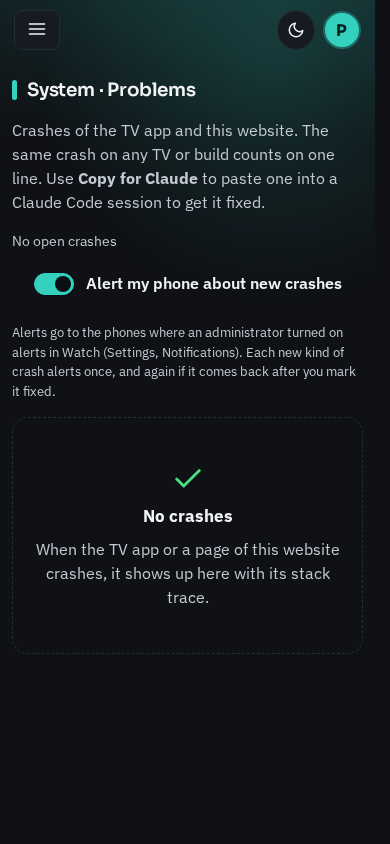 P
System · Problems
Crashes of the TV app and this website. The
same crash on any TV or build counts on one
line. Use Copy for Claude to paste one into a
Claude Code session to get it fixed.
No open crashes
Alert my phone about new crashes
Alerts go to the phones where an administrator turned on
alerts in Watch (Settings, Notifications). Each new kind of
crash alerts once, and again if it comes back after you mark
it fixed.
No crashes
When the TV app or a page of this website
crashes, it shows up here with its stack
trace.